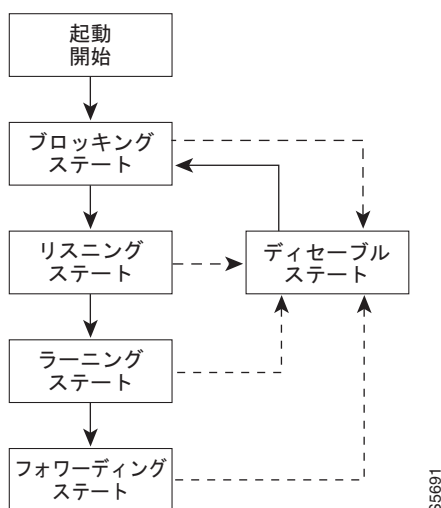 起動
開始
ブロッキング
ステート
リスニング
ステート
ディセーブル
ステート
ラーニング
ステート
フォワーディング
ステート
65691